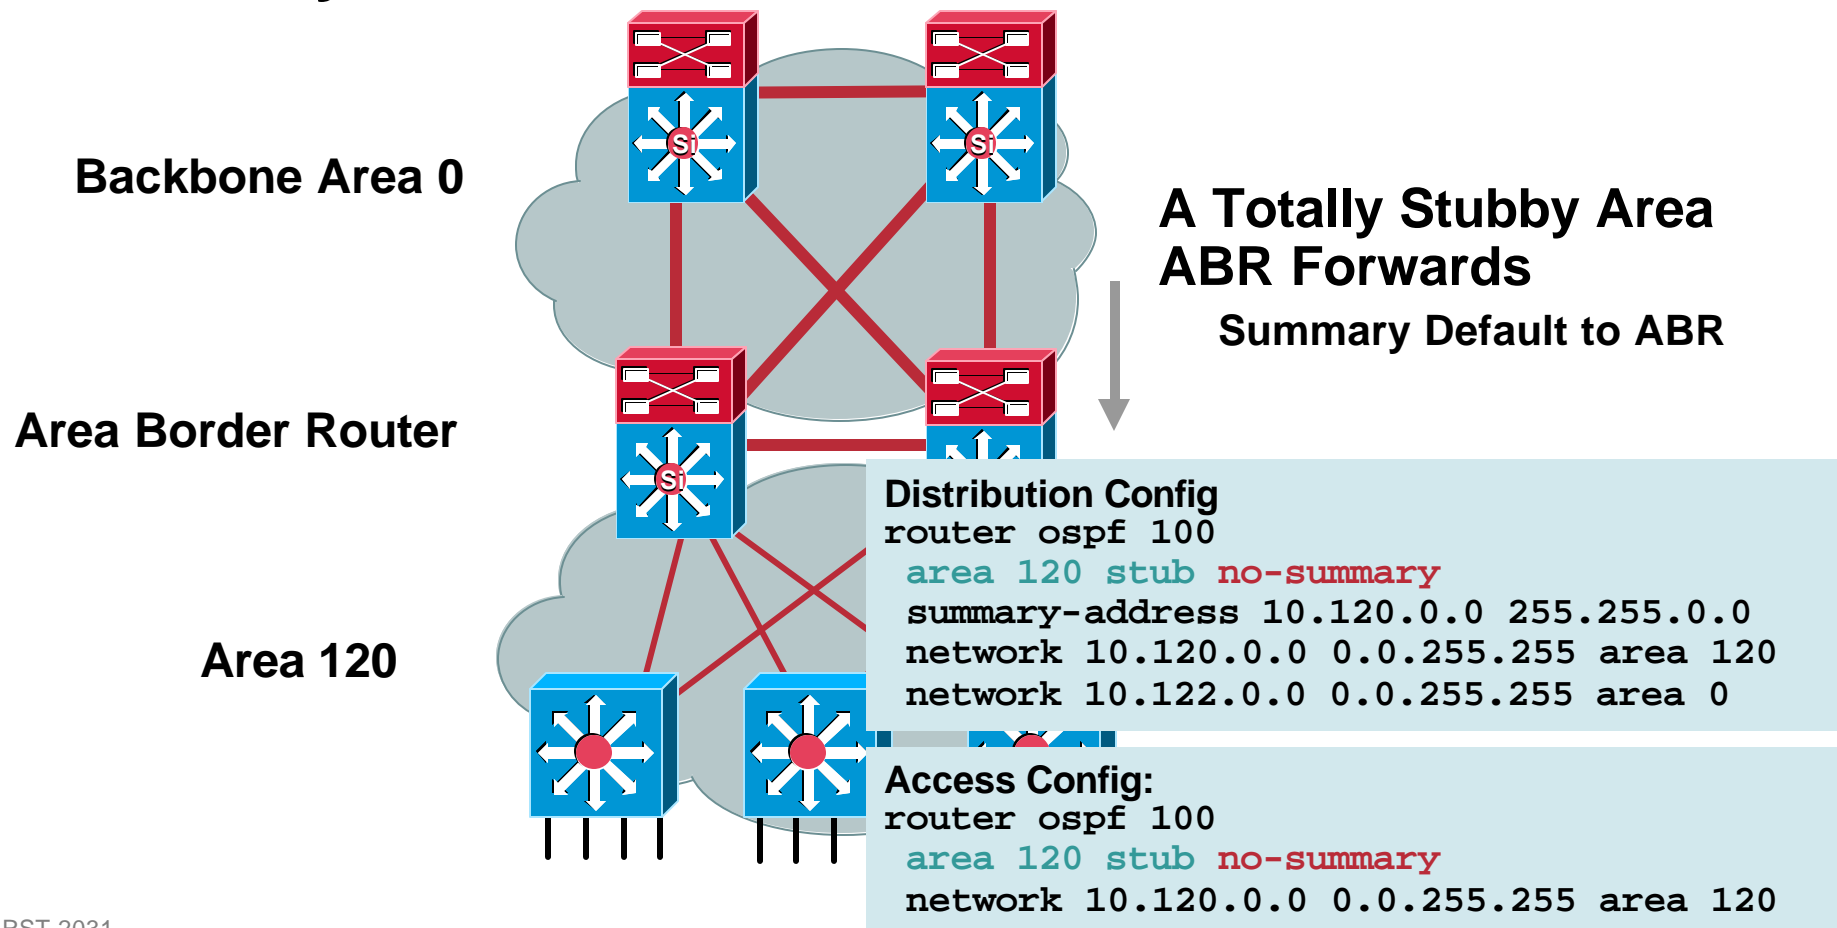 Si
Si
Backbone Area 0
A Totally Stubby Area
ABR Forwards
Summary Default to ABR
Area Border Router
Si
Distribution Config
router ospf 100
area 120 stub no-summary
summary-address 10.120.0.0 255.255.0.0
network 10.120.0.0 0.0.255.255 area 120
network 10.122.0.0 0.0.255.255 area 0
Area 120
Access Config:
router ospf 100
area 120 stub no-summary
network 10.120.0.0 0.0.255.255 area 120